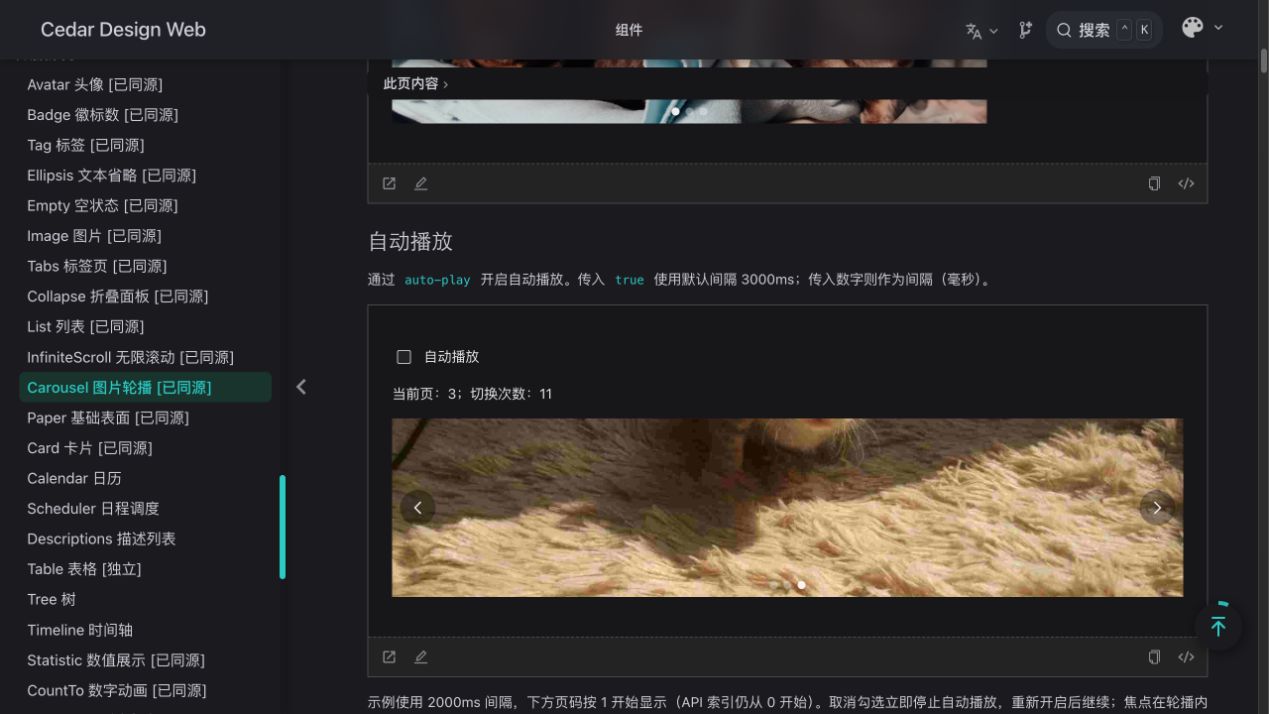 Cedar Design Web
组件
搜索 ^ K
Avatar 头像 [已同源]
Badge 徽标数 [已同源]
Tag 标签 [已同源]
Ellipsis 文本省略 [已同源]
Empty 空状态 [已同源]
Image 图片 [已同源]
Tabs 标签页 [已同源]
Collapse 折叠面板 [已同源]
List 列表 [已同源]
InfiniteScroll 无限滚动 [已同源]
Carousel 图片轮播 [已同源]
Paper 基础表面 [已同源]
Card 卡片 [已同源]
Calendar 日历
Scheduler 日程调度
Descriptions 描述列表
Table 表格 [独立]
Tree 树
Timeline 时间轴
Statistic 数值展示 [已同源]
CountTo 数字动画 [已同源]
此页内容 ›
自动播放
通过 auto-play 开启自动播放。传入 true 使用默认间隔 3000ms；传入数字则作为间隔（毫秒）。
自动播放
当前页：3；切换次数：11
示例使用 2000ms 间隔，下方页码按 1 开始显示（API 索引仍从 0 开始）。取消勾选立即停止自动播放，重新开启后继续；焦点在轮播内